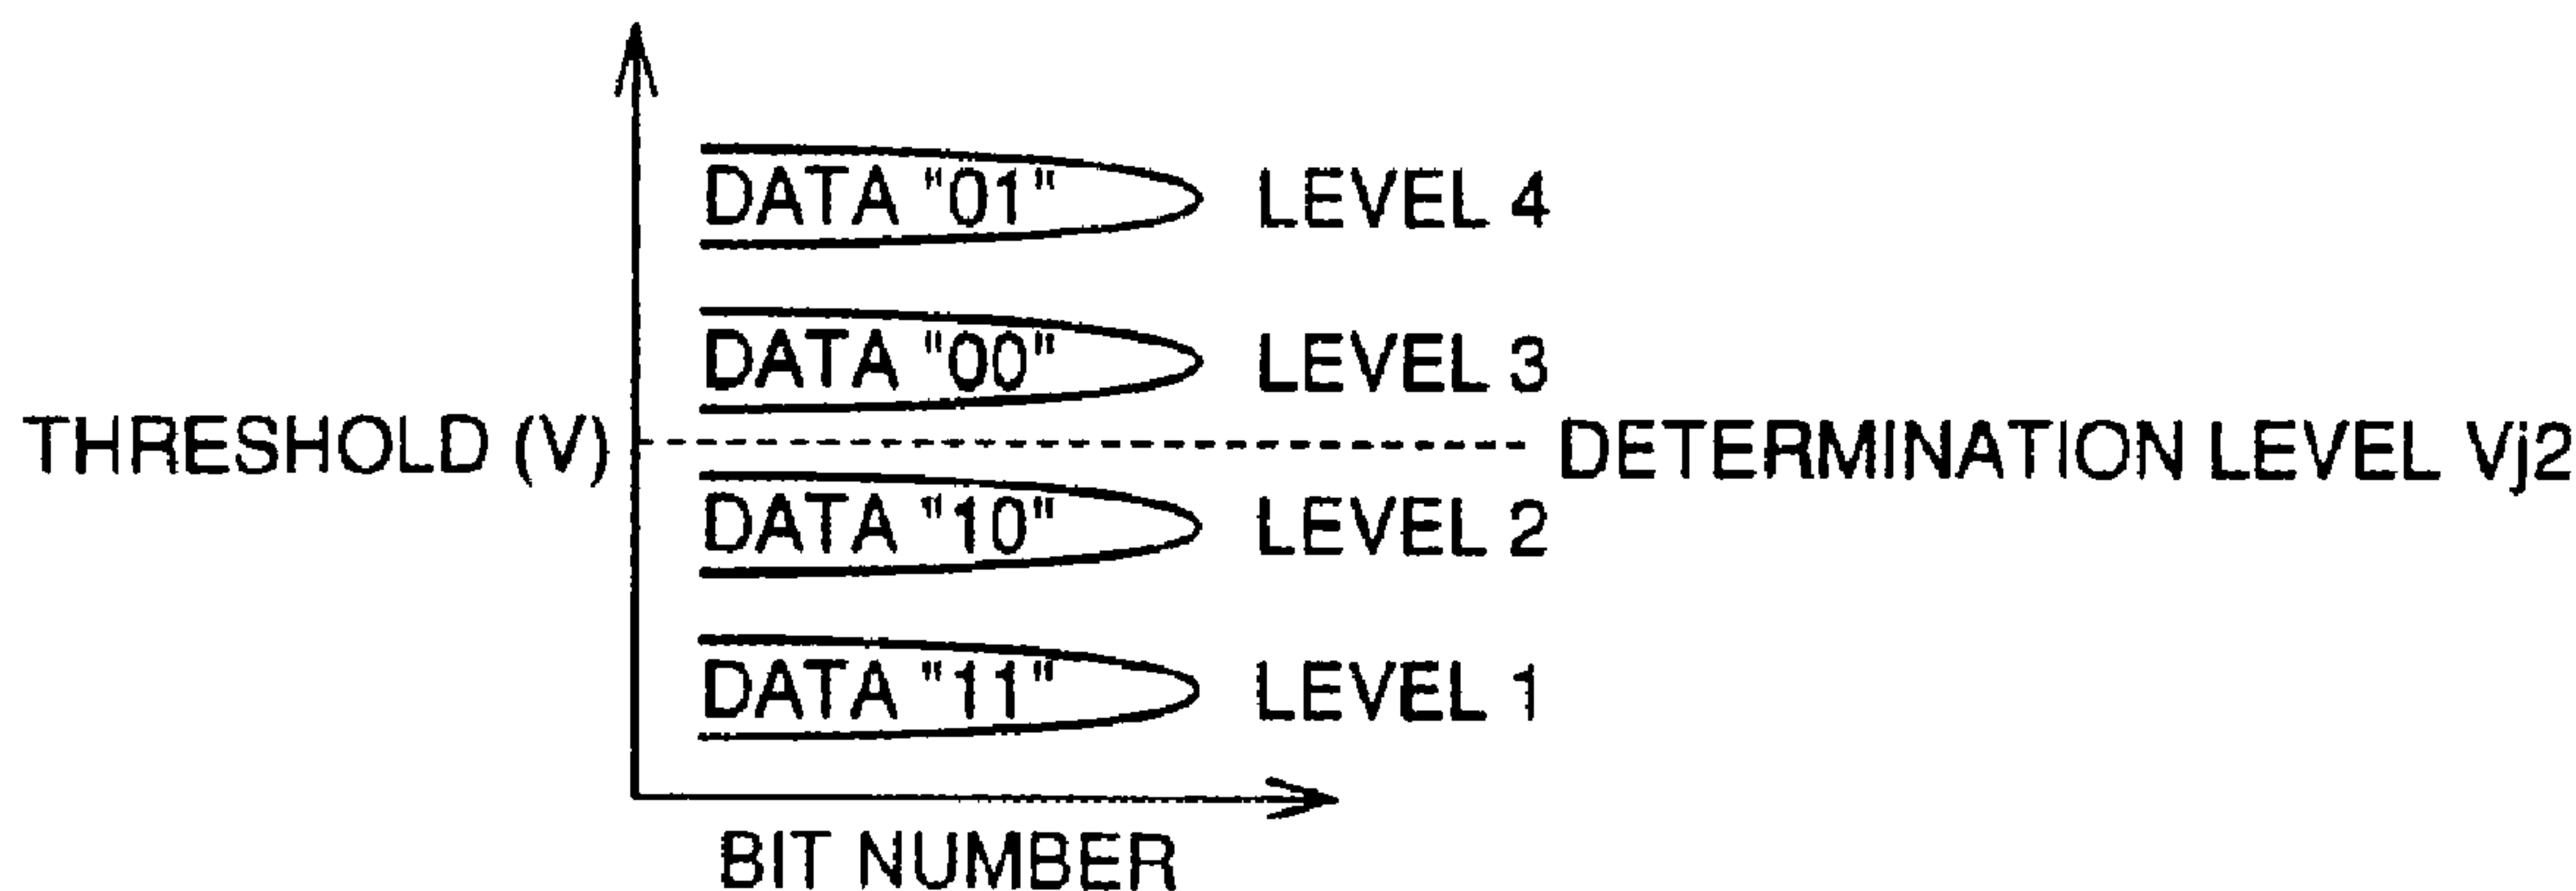 DATA "01" LEVEL 4
DATA "00" LEVEL 3
THRESHOLD (V) DETERMINATION LEVEL Vj2
DATA "10" LEVEL 2
DATA "11" LEVEL 1
BIT NUMBER